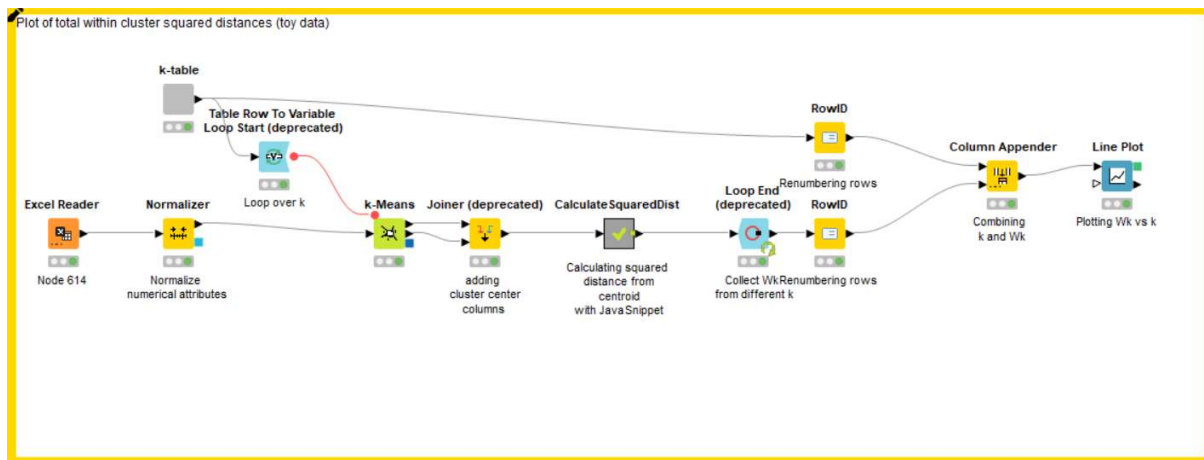 Plot of total within cluster squared distances (toy data)
k-table
Table Row To Variable
Loop Start (deprecated)
Loop over k
RowID
Renumbering rows
Column Appender
Combining
k and Wk
Line Plot
Plotting Wk vs k
Excel Reader
Node 614
Normalizer
Normalize
numerical attributes
k-Means
Joiner (deprecated)
adding
cluster center
columns
CalculateSquaredDist
Calculating squared
distance from
centroid
with JavaSnippet
Loop End
(deprecated)
Collect Wk
from different k
RowID
Renumbering rows